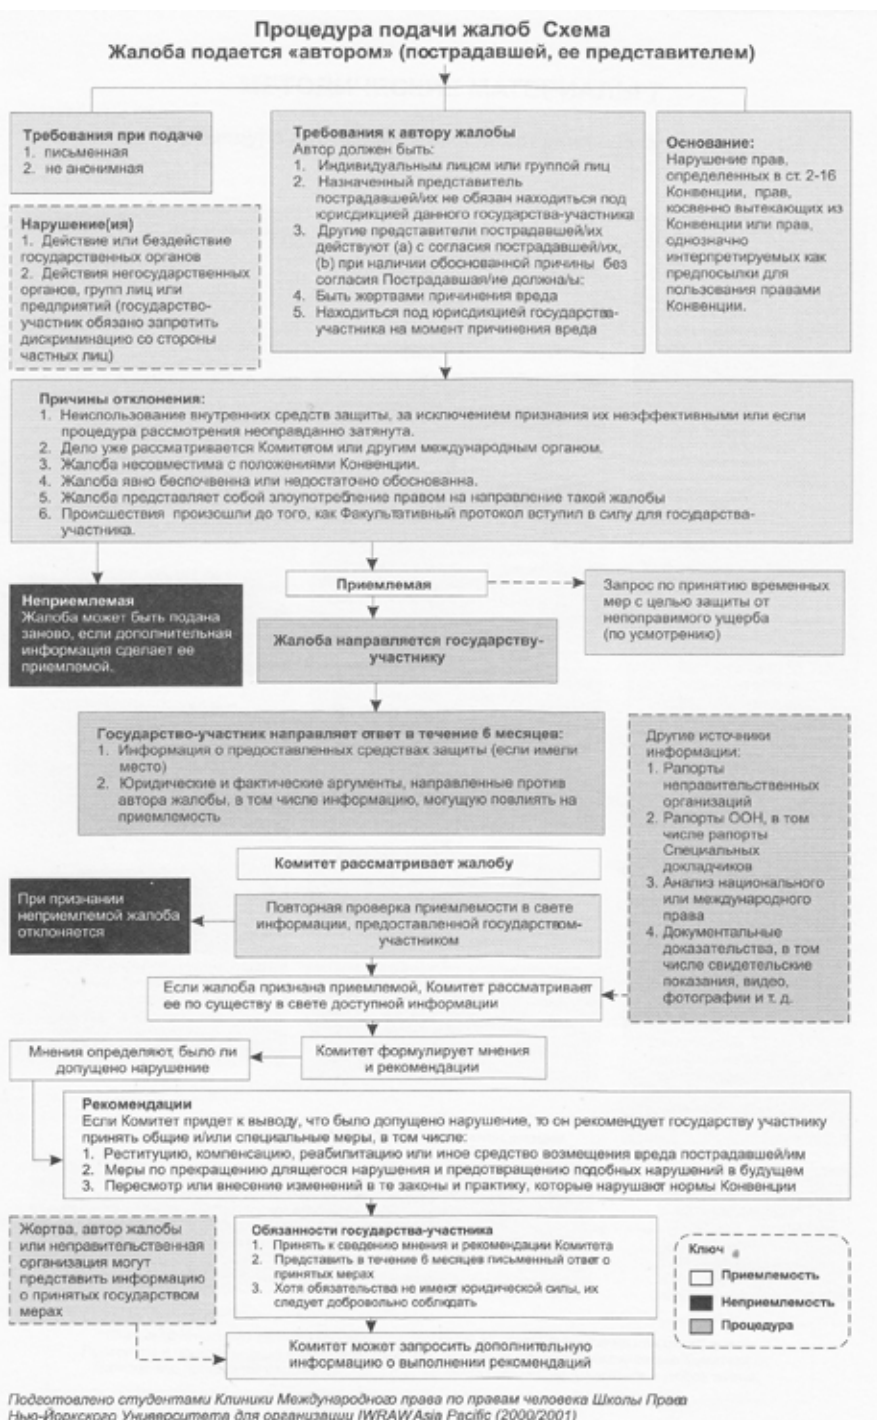 Процедура подачи жалоб Схема
Жалоба подается «автором» (пострадавшей, ее представителем)
Требования при подаче
1. письменная
2. не анонимная
Нарушение(ия)
1. Действие или бездействие
государственных органов
2. Действия негосударственных
органов, групп лиц или
предприятий (государство-
участник обязано запретить
дискриминацию со стороны
частных лиц)
Требования к автору жалобы
Автор должен быть:
1. Индивидуальным лицом или группой лиц
2. Назначенный представитель
пострадавшей/их не обязан находиться под
юрисдикцией данного государства-участника
3. Другие представители пострадавшей/их
действуют (а) с согласия пострадавшей/их,
(b) при наличии обоснованной причины без
согласия Пострадавшая/ие должна/ы:
4. Быть жертвами причинения вреда
5. Находиться под юрисдикцией государства-
участника на момент причинения вреда
Основание:
Нарушение прав,
определенных в ст. 2-16
Конвенции, прав,
косвенно вытекающих из
Конвенции или прав,
однозначно
интерпретируемых как
предпосылки для
пользования правами
Конвенции.
Причины отклонения:
1. Неиспользование внутренних средств защиты, за исключением признания их неэффективными или если
процедура рассмотрения неоправданно затянута.
2. Дело уже рассматривается Комитетом или другим международным органом.
3. Жалоба несовместима с положениями Конвенции.
4. Жалоба явно беспочвенна или недостаточно обоснованна.
5. Жалоба представляет собой злоупотребление правом на направление такой жалобы
6. Происшествия произошли до того, как Факультативный протокол вступил в силу для государства-
участника.
Неприемлемая
Жалоба может быть подана
заново, если дополнительная
информация сделает ее
приемлемой.
Приемлемая
Запрос по принятию временных
мер с целью защиты от
непоправимого ущерба
(по усмотрению)
Жалоба направляется государству-
участнику
Государство-участник направляет ответ в течение 6 месяцев:
1. Информация о предоставленных средствах защиты (если имели
место)
2. Юридические и фактические аргументы, направленные против
автора жалобы, в том числе информацию, могущую повлиять на
приемлемость
Другие источники
информации:
1. Рапорты
неправительственных
организаций
2. Рапорты ООН, в том
числе рапорты
Специальных
докладчиков
3. Анализ национального
или международного
права
4. Документальные
доказательства, в том
числе свидетельские
показания, видео,
фотографии и т. д.
Комитет рассматривает жалобу
При признании
неприемлемой жалоба
отклоняется
Повторная проверка приемлемости в свете
информации, предоставленной государством-
участником
Если жалоба признана приемлемой, Комитет рассматривает
ее по существу в свете доступной информации
Мнения определяют, было ли
допущено нарушение
Комитет формулирует мнения
и рекомендации
Рекомендации
Если Комитет придет к выводу, что было допущено нарушение, то он рекомендует государству участнику
принять общие и/или специальные меры, в том числе:
1. Реституцию, компенсацию, реабилитацию или иное средство возмещения вреда пострадавшей/им
2. Меры по прекращению длящегося нарушения и предотвращению подобных нарушений в будущем
3. Пересмотр или внесение изменений в те законы и практику, которые нарушают нормы Конвенции
Жертва, автор жалобы
или неправительственная
организация могут
представить информацию
о принятых государством
мерах
Обязанности государства-участника
1. Принять к сведению мнения и рекомендации Комитета
2. Представить в течение 6 месяцев письменный ответ о
принятых мерах
3. Хотя обязательства не имеют юридической силы, их
следует добровольно соблюдать
Ключ
Приемлемость
Неприемлемость
Процедура
Комитет может запросить дополнительную
информацию о выполнении рекомендаций
Подготовлено студентами Клиники Международного права по правам человека Школы Права
Нью-Йоркского Университета для организации IWRAW Asia Pacific (2000/2001)